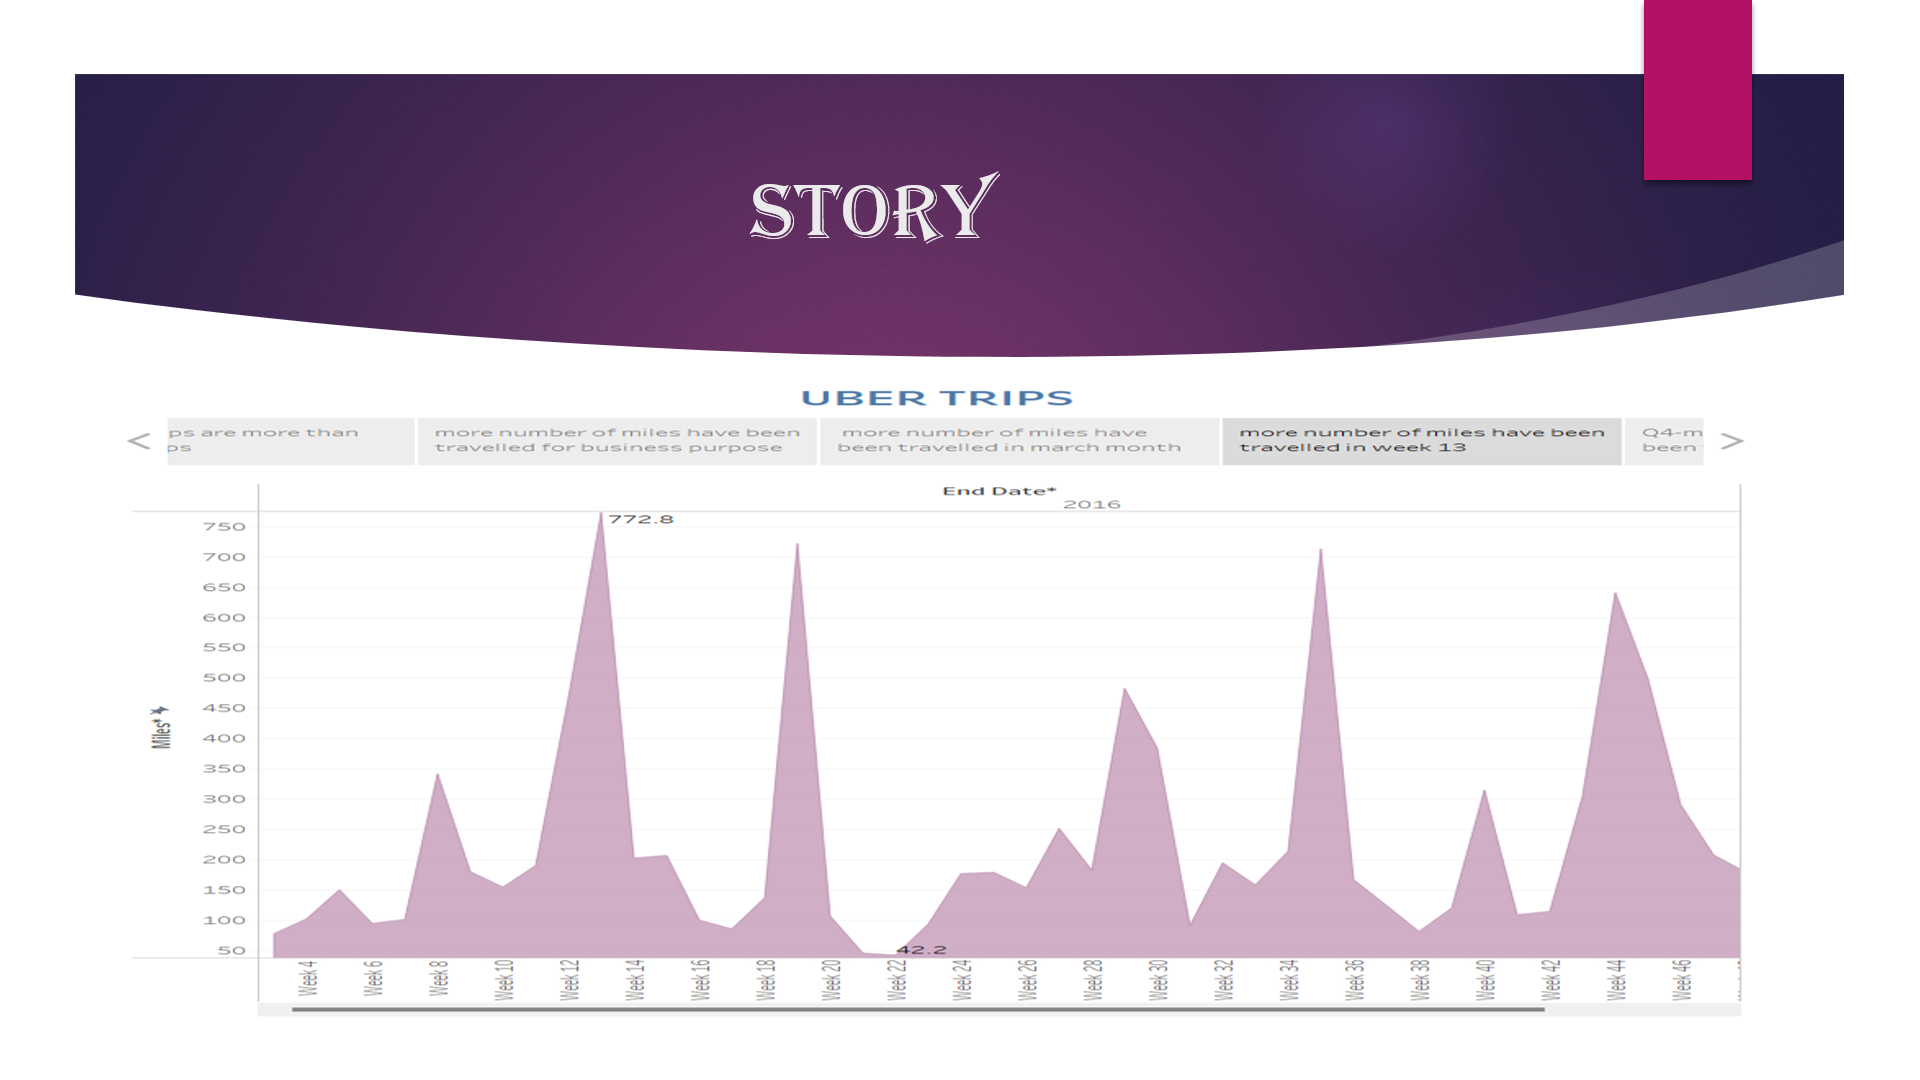 STORY
UBER TRIPS
<
ps are more than
ps
more number of miles have been
travelled for business purpose
more number of miles have
been travelled in march month
more number of miles have been
travelled in week 13
Q4-m
been
>
End Date*
2016
Miles*
750
700
650
600
550
500
450
400
350
300
250
200
150
100
50
772.8
42.2
Week 4
Week 6
Week 8
Week 10
Week 12
Week 14
Week 16
Week 18
Week 20
Week 22
Week 24
Week 26
Week 28
Week 30
Week 32
Week 34
Week 36
Week 38
Week 40
Week 42
Week 44
Week 46